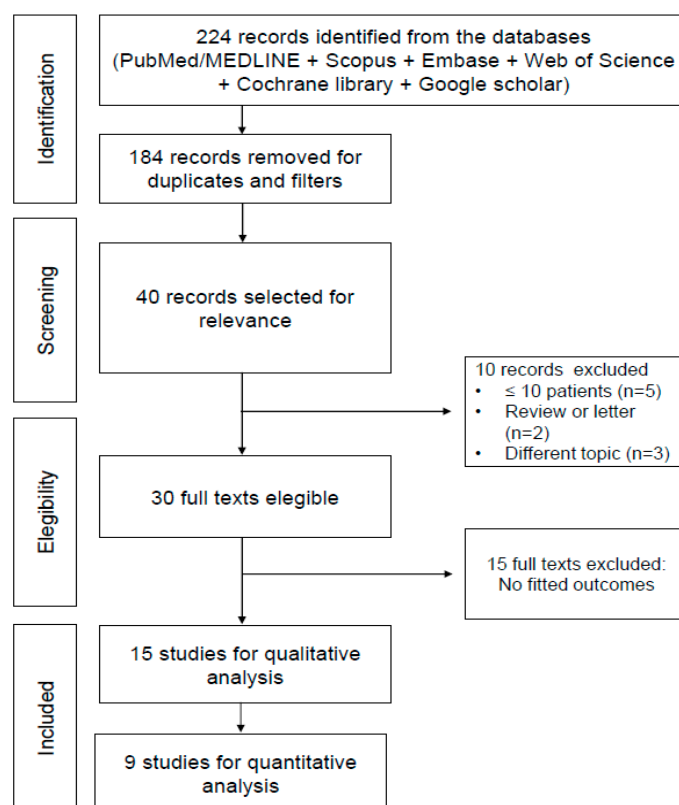 Identification
224 records identified from the databases
(PubMed/MEDLINE + Scopus + Embase + Web of Science
+ Cochrane library + Google scholar)
184 records removed for
duplicates and filters
Screening
40 records selected for
relevance
10 records excluded
• ≤ 10 patients (n=5)
• Review or letter
(n=2)
• Different topic (n=3)
Elegibility
30 full texts elegible
15 full texts excluded:
No fitted outcomes
Included
15 studies for qualitative
analysis
9 studies for quantitative
analysis